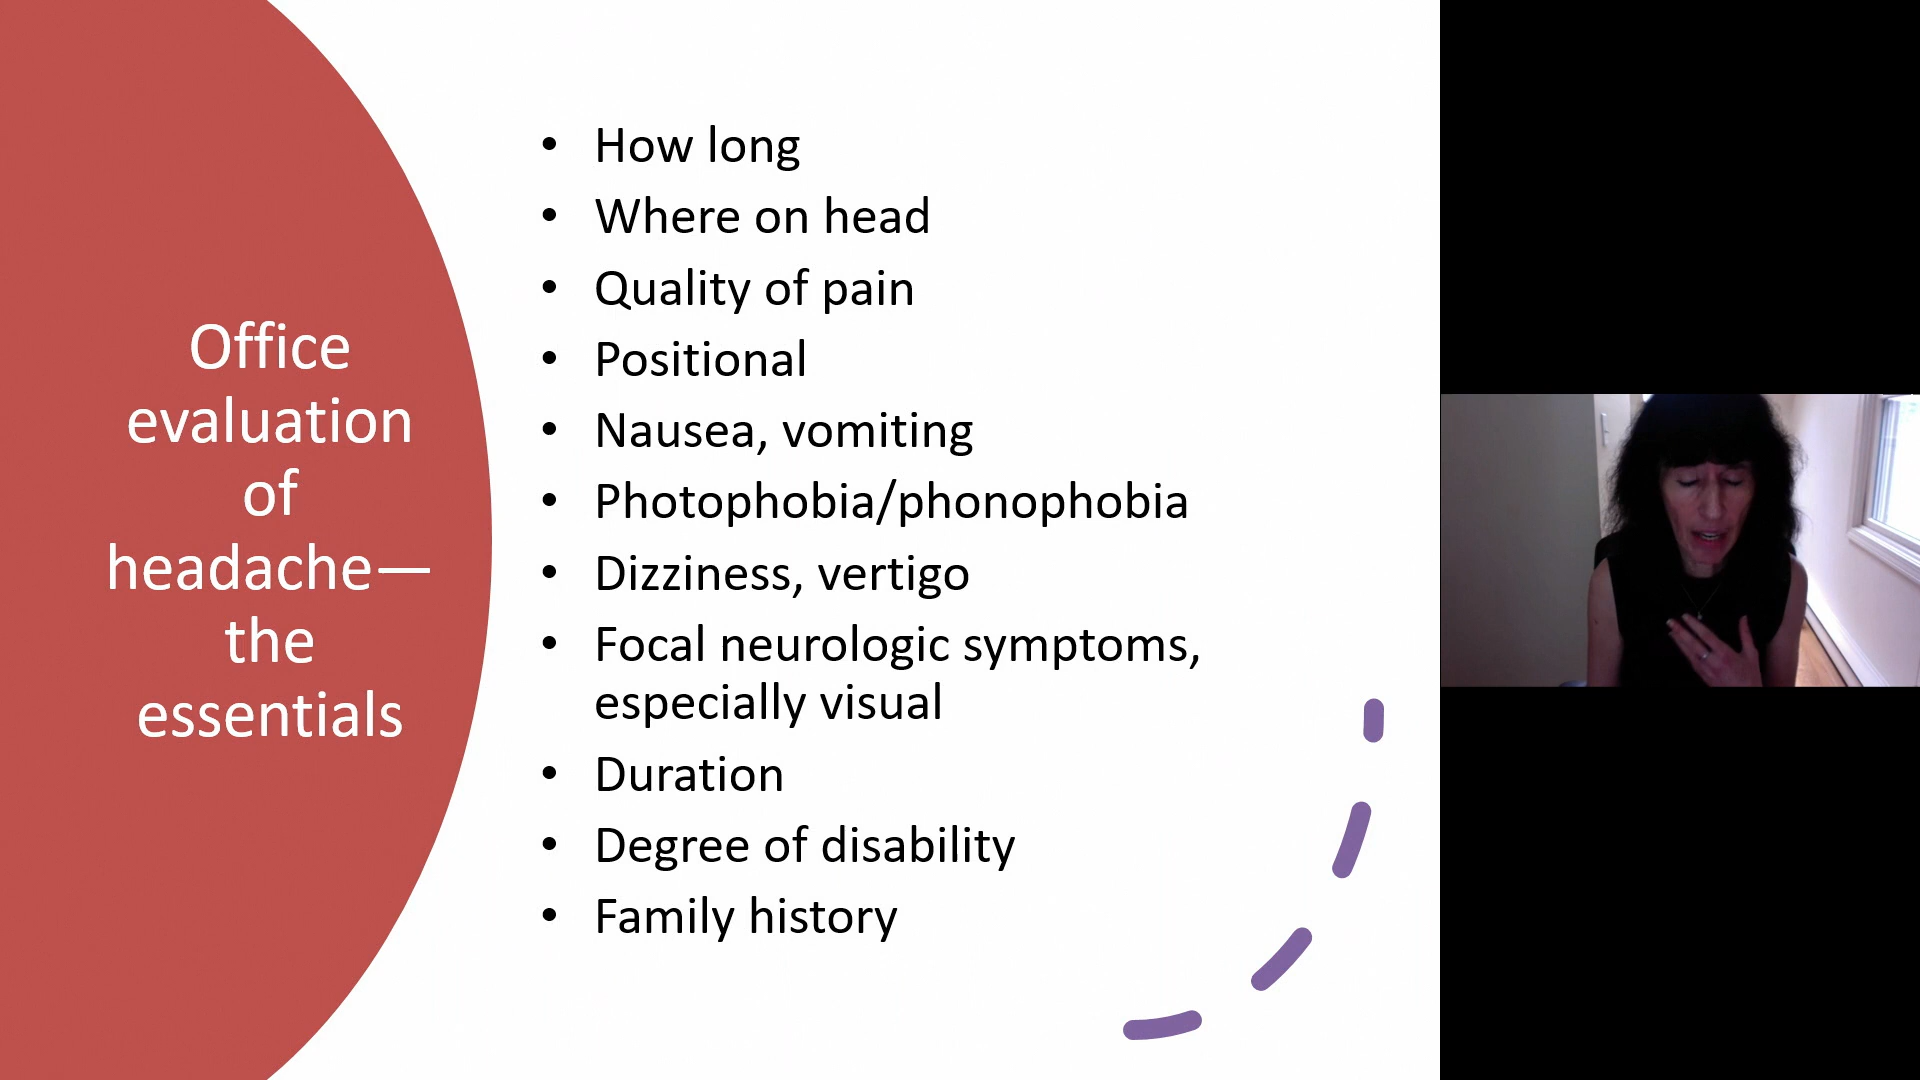 Office
evaluation
of
headache—
the
essentials
• How long
• Where on head
• Quality of pain
• Positional
• Nausea, vomiting
• Photophobia/phonophobia
• Dizziness, vertigo
• Focal neurologic symptoms,
especially visual
• Duration
• Degree of disability
• Family history